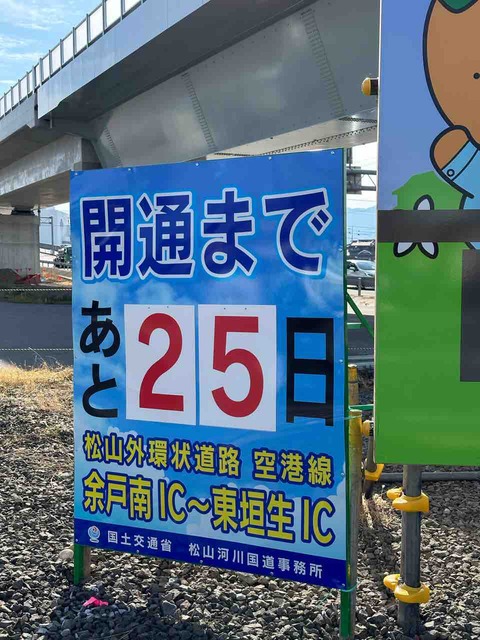 開通まで
あと25日
松山外環状道路 空港線
余戸南IC〜東垣生IC
国土交通省 松山河川国道事務所